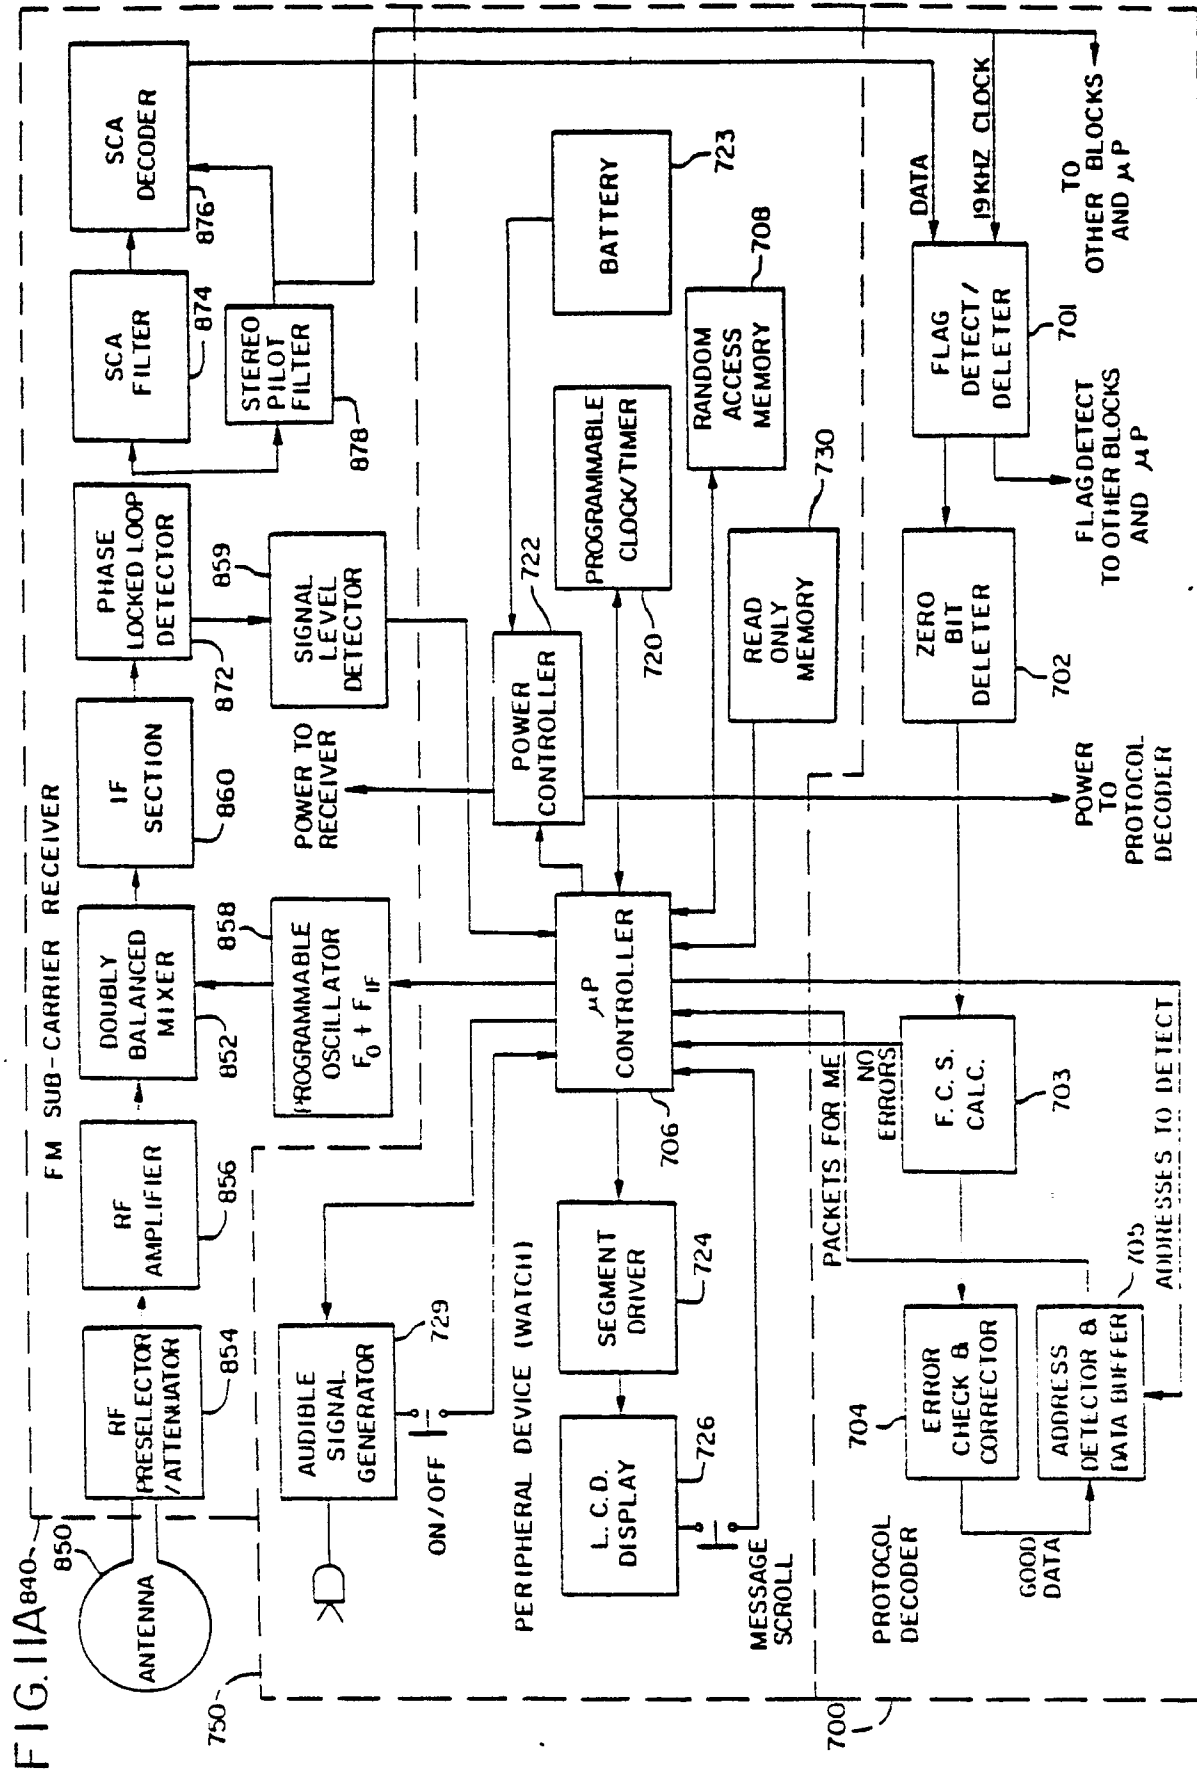 FIG. 11A
840
850
ANTENNA
FM SUB-CARRIER RECEIVER
RF
PRESELECTOR
/ATTENUATOR
854
RF
AMPLIFIER
856
DOUBLY
BALANCED
MIXER
852
IF
SECTION
860
PHASE
LOCKED LOOP
DETECTOR
872
SCA
FILTER
874
SCA
DECODER
876
STEREO
PILOT
FILTER
878
SIGNAL
LEVEL
DETECTOR
859
PROGRAMMABLE
OSCILLATOR
F0 + FIF
858
POWER TO
RECEIVER
750
AUDIBLE
SIGNAL
GENERATOR
729
ON/OFF
PERIPHERAL DEVICE (WATCH)
L.C.D.
DISPLAY
726
MESSAGE
SCROLL
SEGMENT
DRIVER
724
μP
CONTROLLER
706
POWER
CONTROLLER
722
BATTERY
723
PROGRAMMABLE
CLOCK/TIMER
720
RANDOM
ACCESS
MEMORY
708
READ
ONLY
MEMORY
730
700
PROTOCOL
DECODER
PACKETS FOR ME
NO
ERRORS
ERROR
CHECK &
CORRECTOR
704
GOOD
DATA
ADDRESS
DETECTOR &
DATA BUFFER
705
ADDRESSES TO DETECT
F.C.S.
CALC.
703
ZERO
BIT
DELETER
702
FLAG
DETECT/
DELETER
701
DATA
19KHZ CLOCK
POWER
TO
PROTOCOL
DECODER
FLAG DETECT
TO OTHER BLOCKS
AND μP
TO
OTHER BLOCKS
AND μP